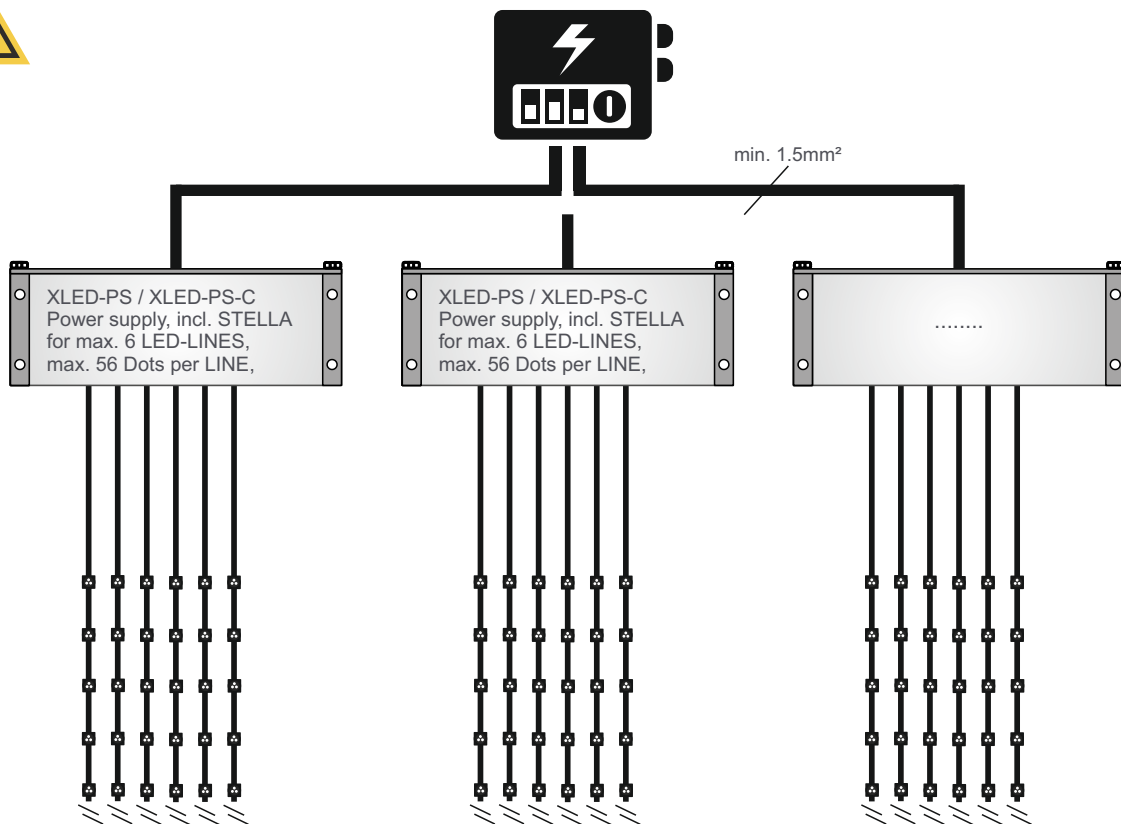 min. 1.5mm²
XLED-PS / XLED-PS-C
Power supply, incl. STELLA
for max. 6 LED-LINES,
max. 56 Dots per LINE,
XLED-PS / XLED-PS-C
Power supply, incl. STELLA
for max. 6 LED-LINES,
max. 56 Dots per LINE,
........